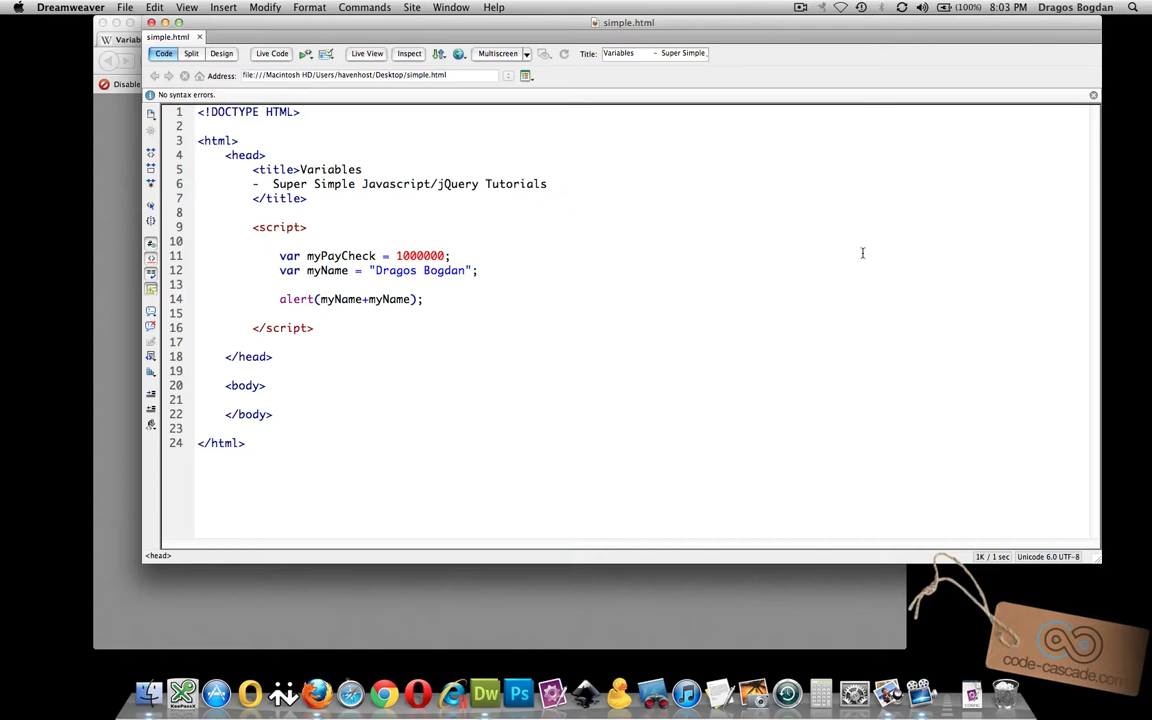 Dreamweaver File Edit View Insert Modify Format Commands Site Window Help (100%) 8:03 PM Dragos Bogdan
simple.html
simple.html
W Variab
Code Split Design Live Code Live View Inspect Multiscreen Title: Variables - Super Simple
Address: file:///Macintosh HD/Users/havenhost/Desktop/simple.html
Disable
No syntax errors.
1 <!DOCTYPE HTML>
2
3 <html>
4 <head>
5 <title>Variables
6 - Super Simple Javascript/jQuery Tutorials
7 </title>
8
9 <script>
10
11 var myPayCheck = 1000000;
12 var myName = "Dragos Bogdan";
13
14 alert(myName+myName);
15
16 </script>
17
18 </head>
19
20 <body>
21
22 </body>
23
24 </html>
<head>
1K / 1 sec Unicode 6.0 UTF-8
code-cascade.com
Dw Ps